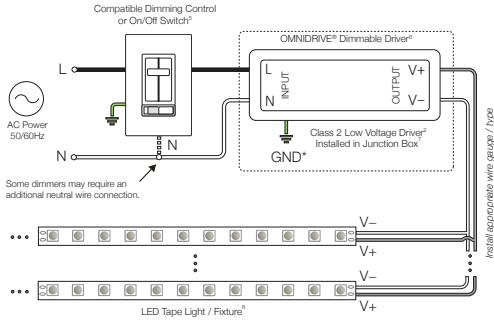 Compatible Dimming Control
or On/Off Switch⁵
OMNIDRIVE® Dimmable Driver⁶
L
L
INPUT
OUTPUT
V+
N
V–
AC Power
50/60Hz
N
N
GND*
Class 2 Low Voltage Driver²
Installed in Junction Box⁷
Some dimmers may require an
additional neutral wire connection.
Install appropriate wire gauge / type
V–
V+
V–
V+
LED Tape Light / Fixture⁸